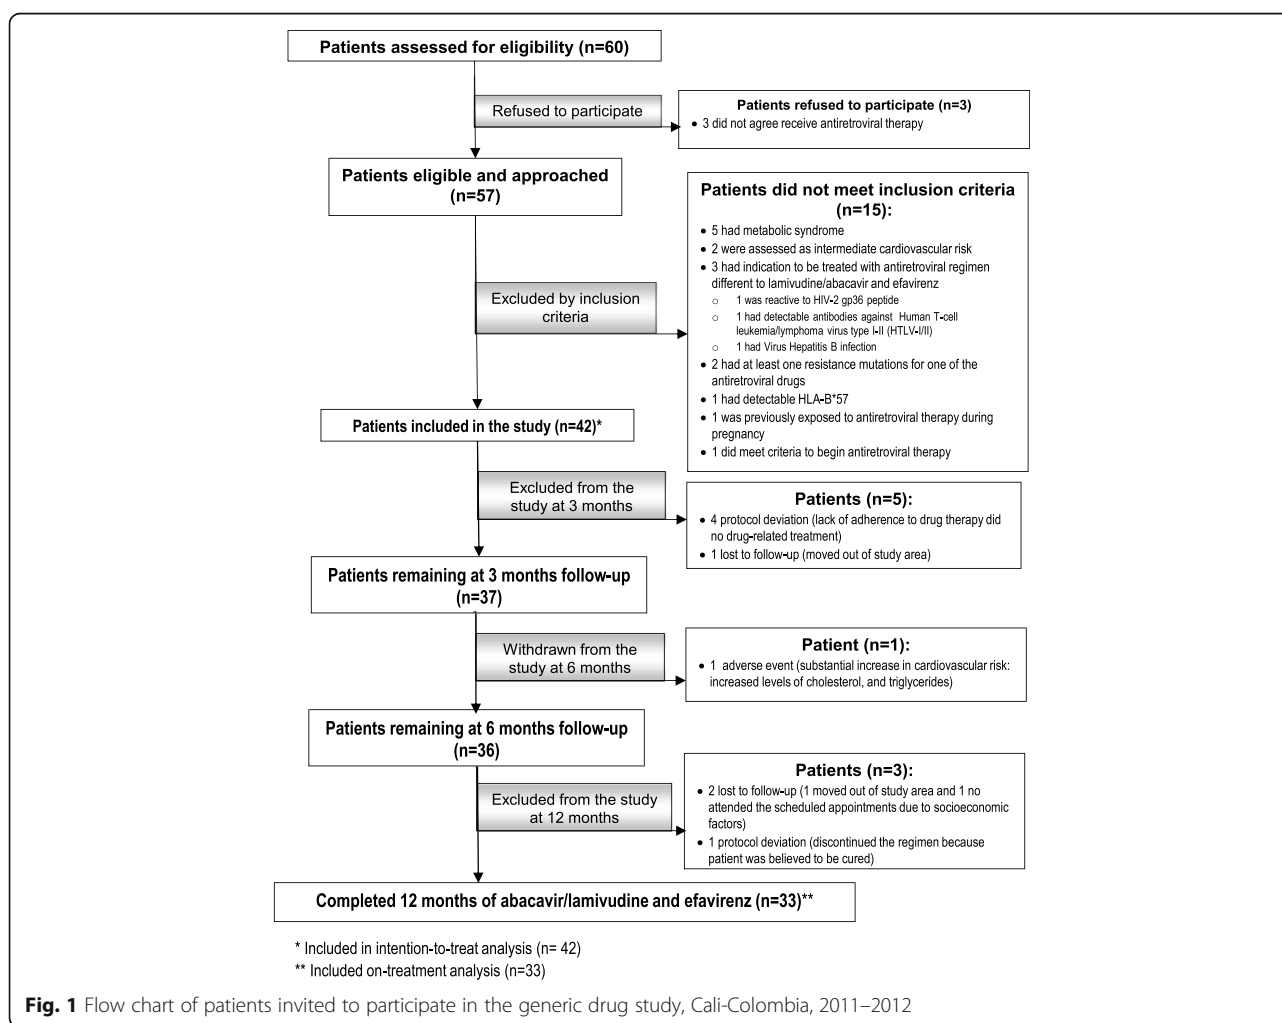 Patients assessed for eligibility (n=60)
Refused to participate
Patients refused to participate (n=3)
• 3 did not agree receive antiretroviral therapy
Patients eligible and approached
(n=57)
Patients did not meet inclusion criteria
(n=15):
• 5 had metabolic syndrome
• 2 were assessed as intermediate cardiovascular risk
• 3 had indication to be treated with antiretroviral regimen
different to lamivudine/abacavir and efavirenz
o 1 was reactive to HIV-2 gp36 peptide
o 1 had detectable antibodies against Human T-cell
leukemia/lymphoma virus type I-II (HTLV-I/II)
o 1 had Virus Hepatitis B infection
• 2 had at least one resistance mutations for one of the
antiretroviral drugs
• 1 had detectable HLA-B*57
• 1 was previously exposed to antiretroviral therapy during
pregnancy
• 1 did meet criteria to begin antiretroviral therapy
Excluded by inclusion
criteria
Patients included in the study (n=42)*
Excluded from the
study at 3 months
Patients (n=5):
• 4 protocol deviation (lack of adherence to drug therapy did
no drug-related treatment)
• 1 lost to follow-up (moved out of study area)
Patients remaining at 3 months follow-up
(n=37)
Withdrawn from the
study at 6 months
Patient (n=1):
• 1 adverse event (substantial increase in cardiovascular risk:
increased levels of cholesterol, and triglycerides)
Patients remaining at 6 months follow-up
(n=36)
Excluded from the study
at 12 months
Patients (n=3):
• 2 lost to follow-up (1 moved out of study area and 1 no
attended the scheduled appointments due to socioeconomic
factors)
• 1 protocol deviation (discontinued the regimen because
patient was believed to be cured)
Completed 12 months of abacavir/lamivudine and efavirenz (n=33)**
* Included in intention-to-treat analysis (n= 42)
** Included on-treatment analysis (n=33)
Fig. 1 Flow chart of patients invited to participate in the generic drug study, Cali-Colombia, 2011–2012